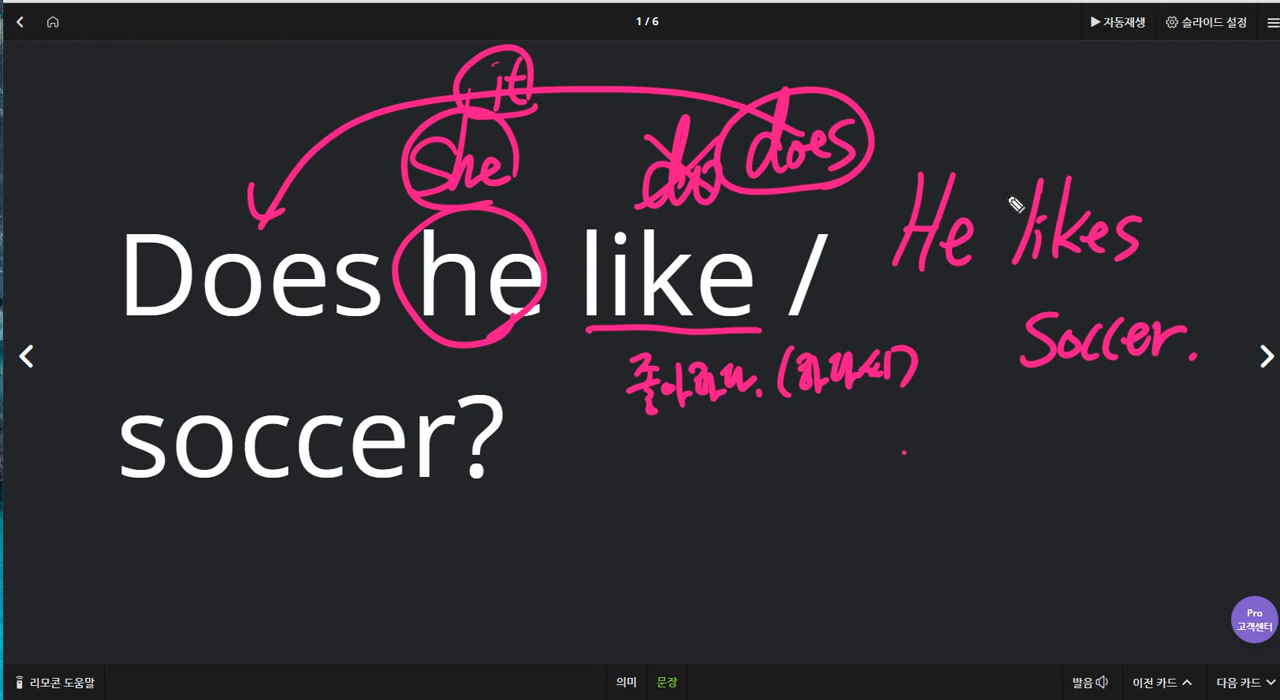 1 / 6
자동재생
슬라이드 설정
it
She
do does
He likes
Does he like /
soccer.
좋아하다. (하다씨)
soccer?
Pro
고객센터
리모콘 도움말
의미
문장
발음
이전 카드
다음 카드